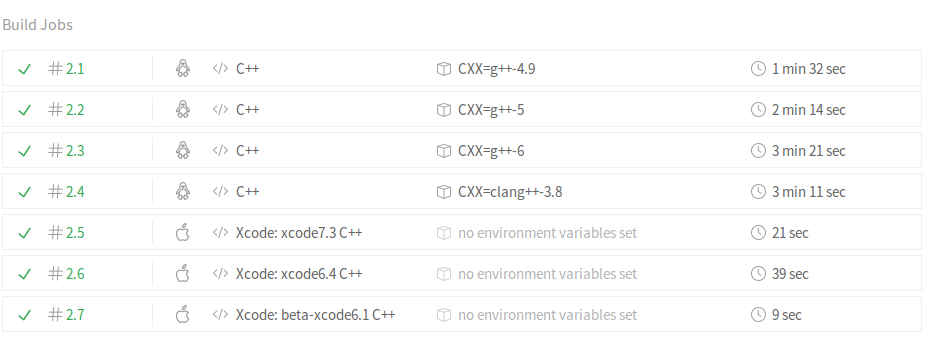 Build Jobs
# 2.1 </> C++ CXX=g++-4.9 1 min 32 sec
# 2.2 </> C++ CXX=g++-5 2 min 14 sec
# 2.3 </> C++ CXX=g++-6 3 min 21 sec
# 2.4 </> C++ CXX=clang++-3.8 3 min 11 sec
# 2.5 </> Xcode: xcode7.3 C++ no environment variables set 21 sec
# 2.6 </> Xcode: xcode6.4 C++ no environment variables set 39 sec
# 2.7 </> Xcode: beta-xcode6.1 C++ no environment variables set 9 sec